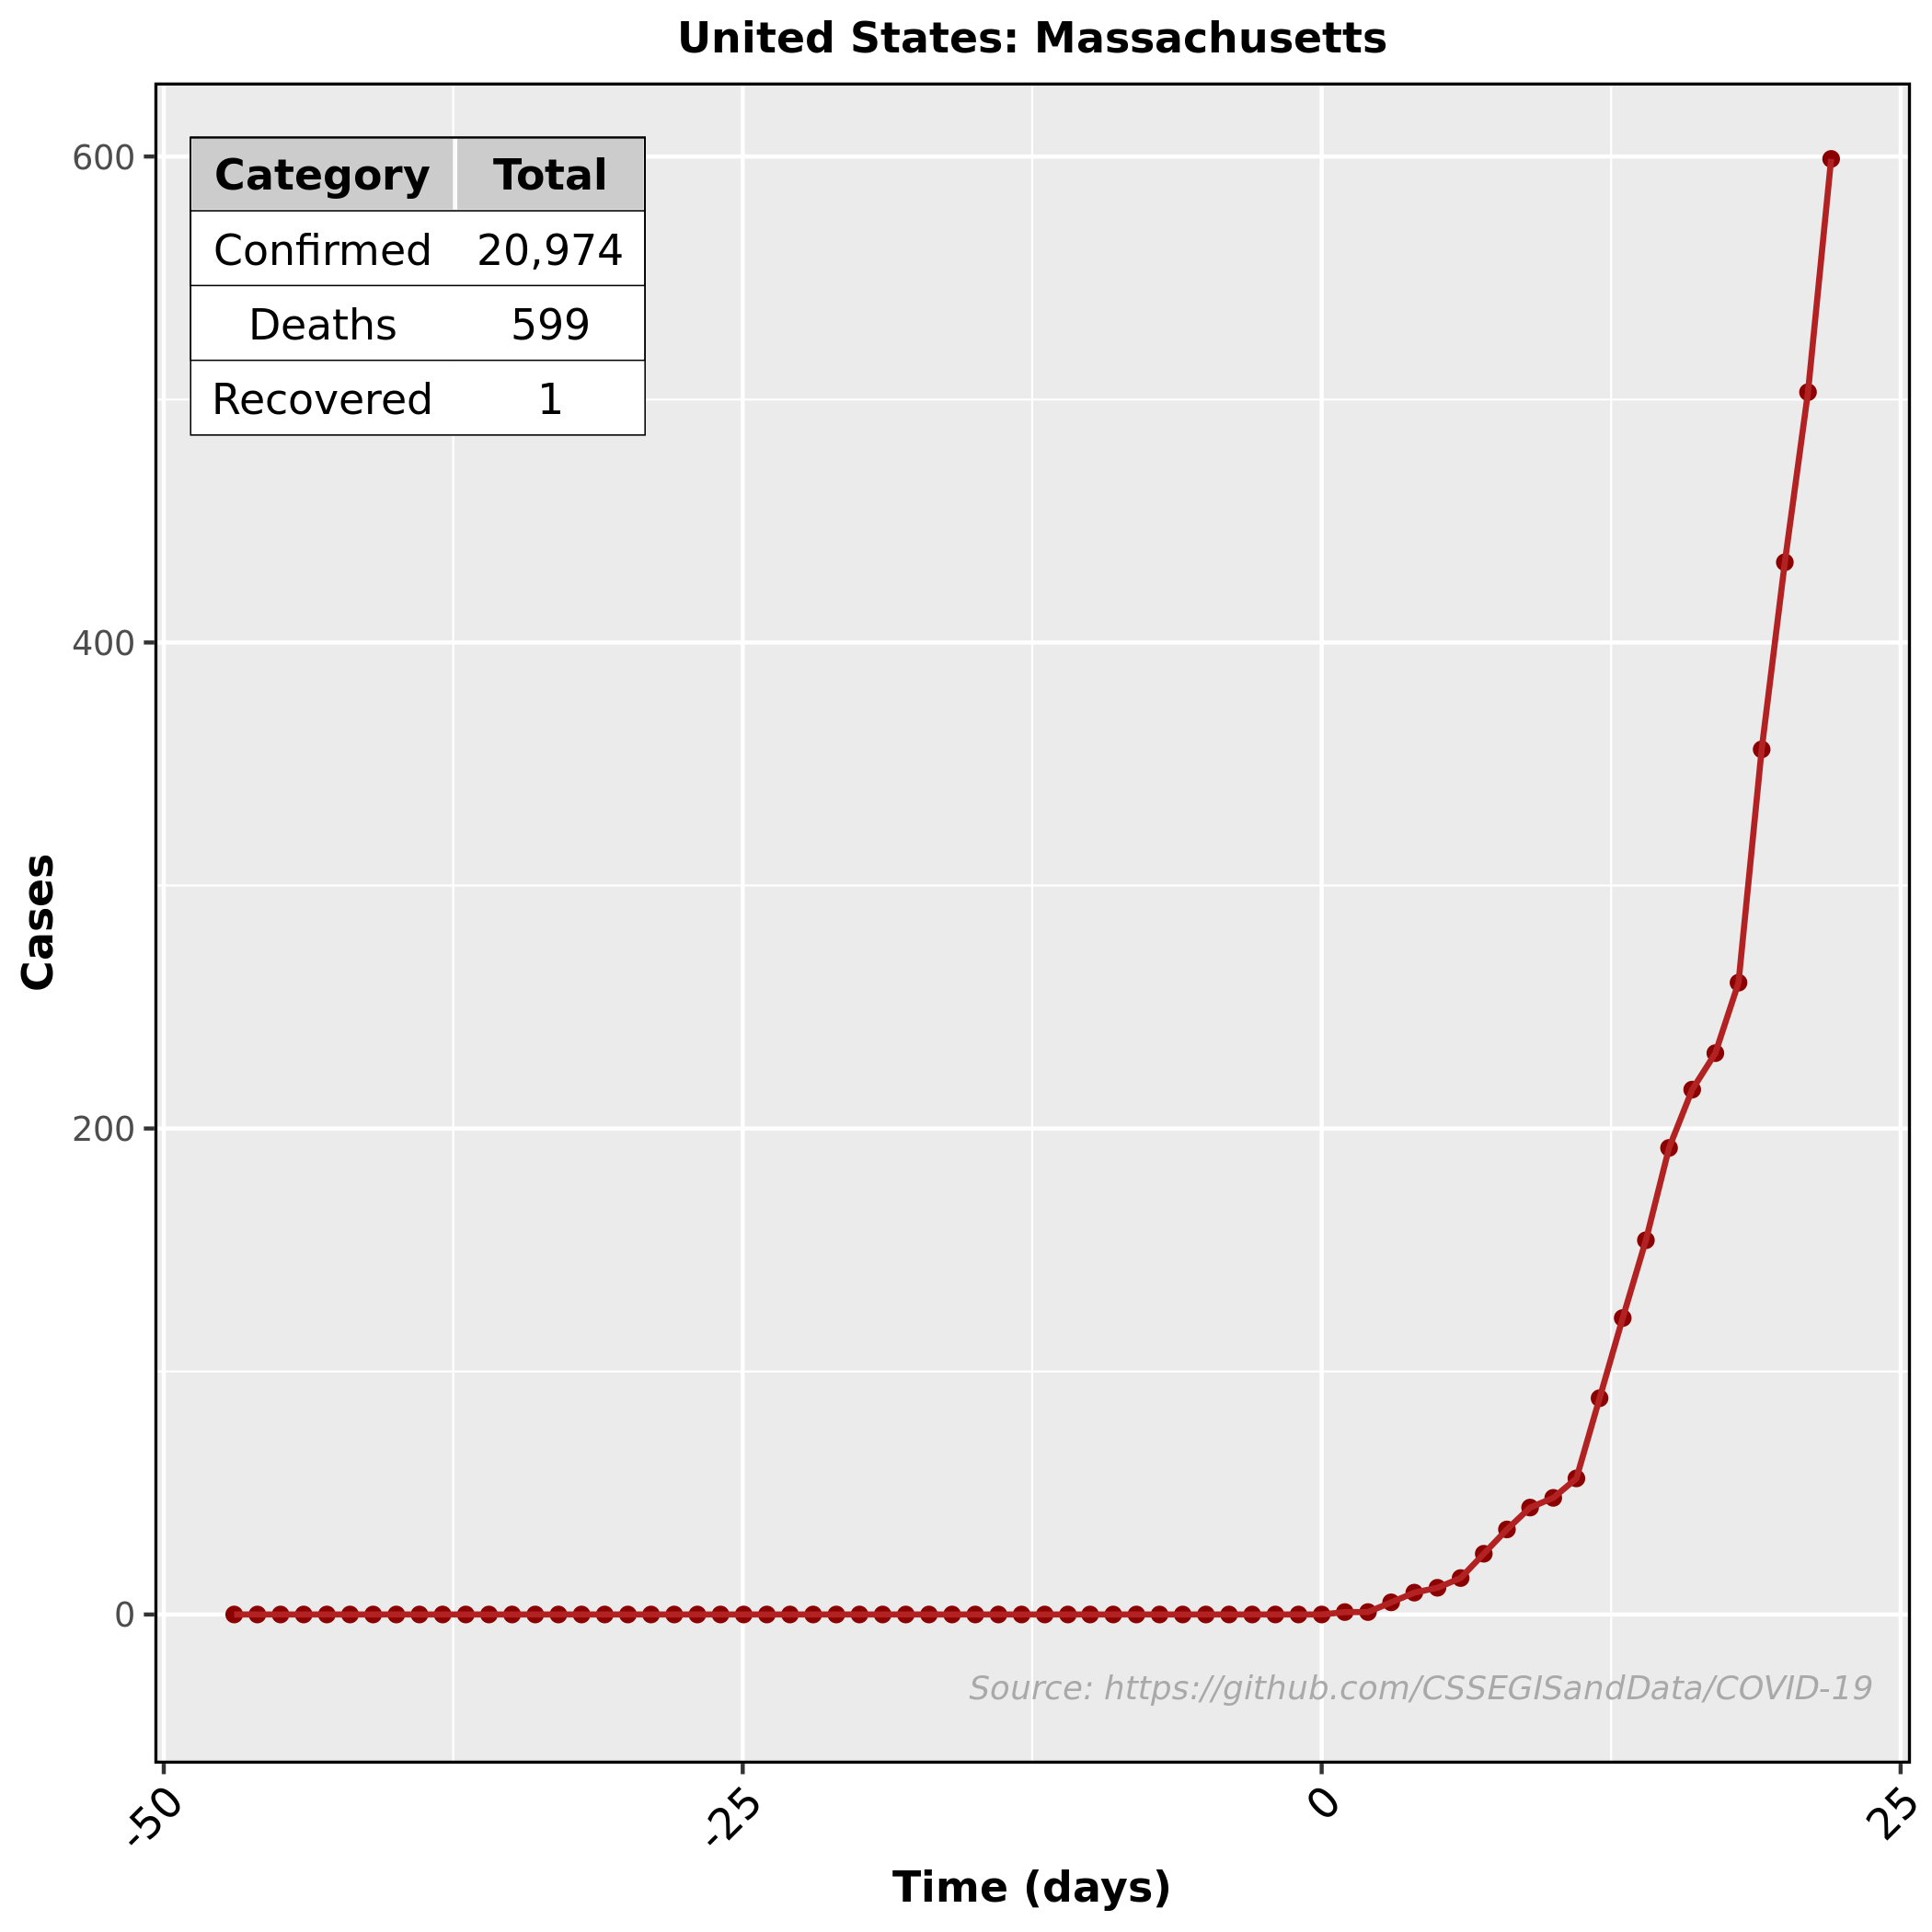 United States: Massachusetts
Category Total
Confirmed 20,974
Deaths 599
Recovered 1
600
400
200
0
Cases
Source: https://github.com/CSSEGISandData/COVID-19
-50 -25 0 25
Time (days)